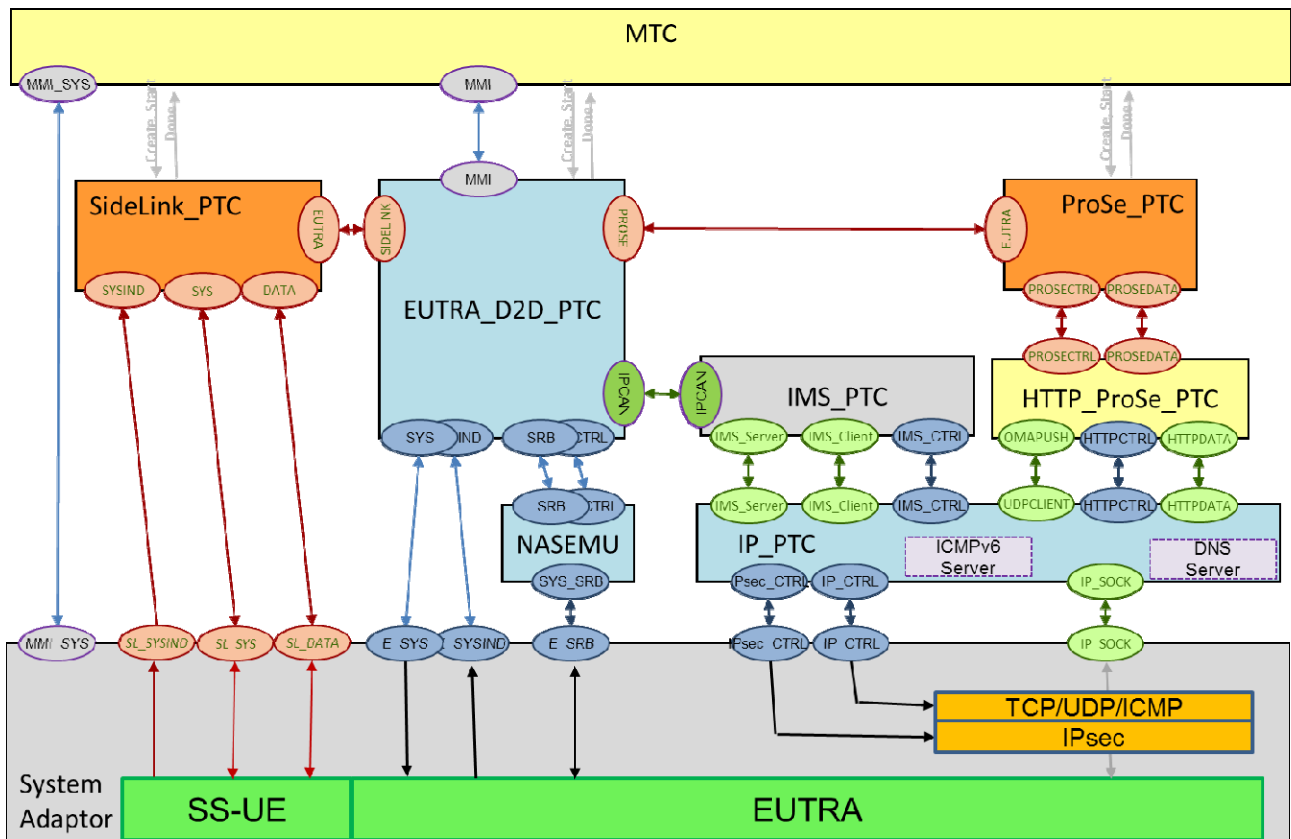 MTC
MMI_SYS
MMI
Create, Start
Done
Create, Start
Done
Create, Start
Done
MMI
SideLink_PTC
EUTRA
SIDELINK
PROSE
EUTRA
ProSe_PTC
SYSIND
SYS
DATA
EUTRA_D2D_PTC
PROSECTRL
PROSEDATA
PROSECTRL
PROSEDATA
IPCAN
IPCAN
IMS_PTC
HTTP_ProSe_PTC
SYS
IND
SRB
CTRL
IMS_Server
IMS_Client
IMS_CTRL
OMAPUSH
HTTPCTRL
HTTPDATA
SRB
CTRL
IMS_Server
IMS_Client
IMS_CTRL
UDPCLIENT
HTTPCTRL
HTTPDATA
NASEMU
IP_PTC
ICMPv6
Server
DNS
Server
SYS_SRB
Psec_CTRL
IP_CTRL
IP_SOCK
MMI_SYS
SL_SYSIND
SL_SYS
SL_DATA
E_SYS
SYSIND
E_SRB
IPsec_CTRL
IP_CTRL
IP_SOCK
TCP/UDP/ICMP
IPsec
System
Adaptor
SS-UE
EUTRA